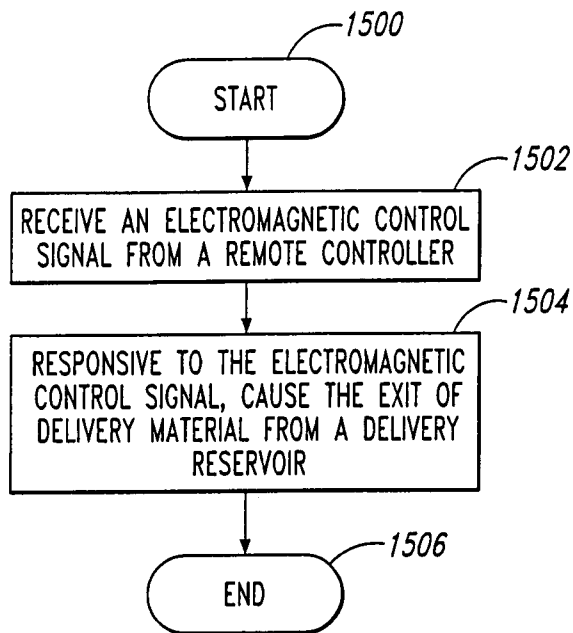 1500
START
1502
RECEIVE AN ELECTROMAGNETIC CONTROL
SIGNAL FROM A REMOTE CONTROLLER
1504
RESPONSIVE TO THE ELECTROMAGNETIC
CONTROL SIGNAL, CAUSE THE EXIT OF
DELIVERY MATERIAL FROM A DELIVERY
RESERVOIR
1506
END